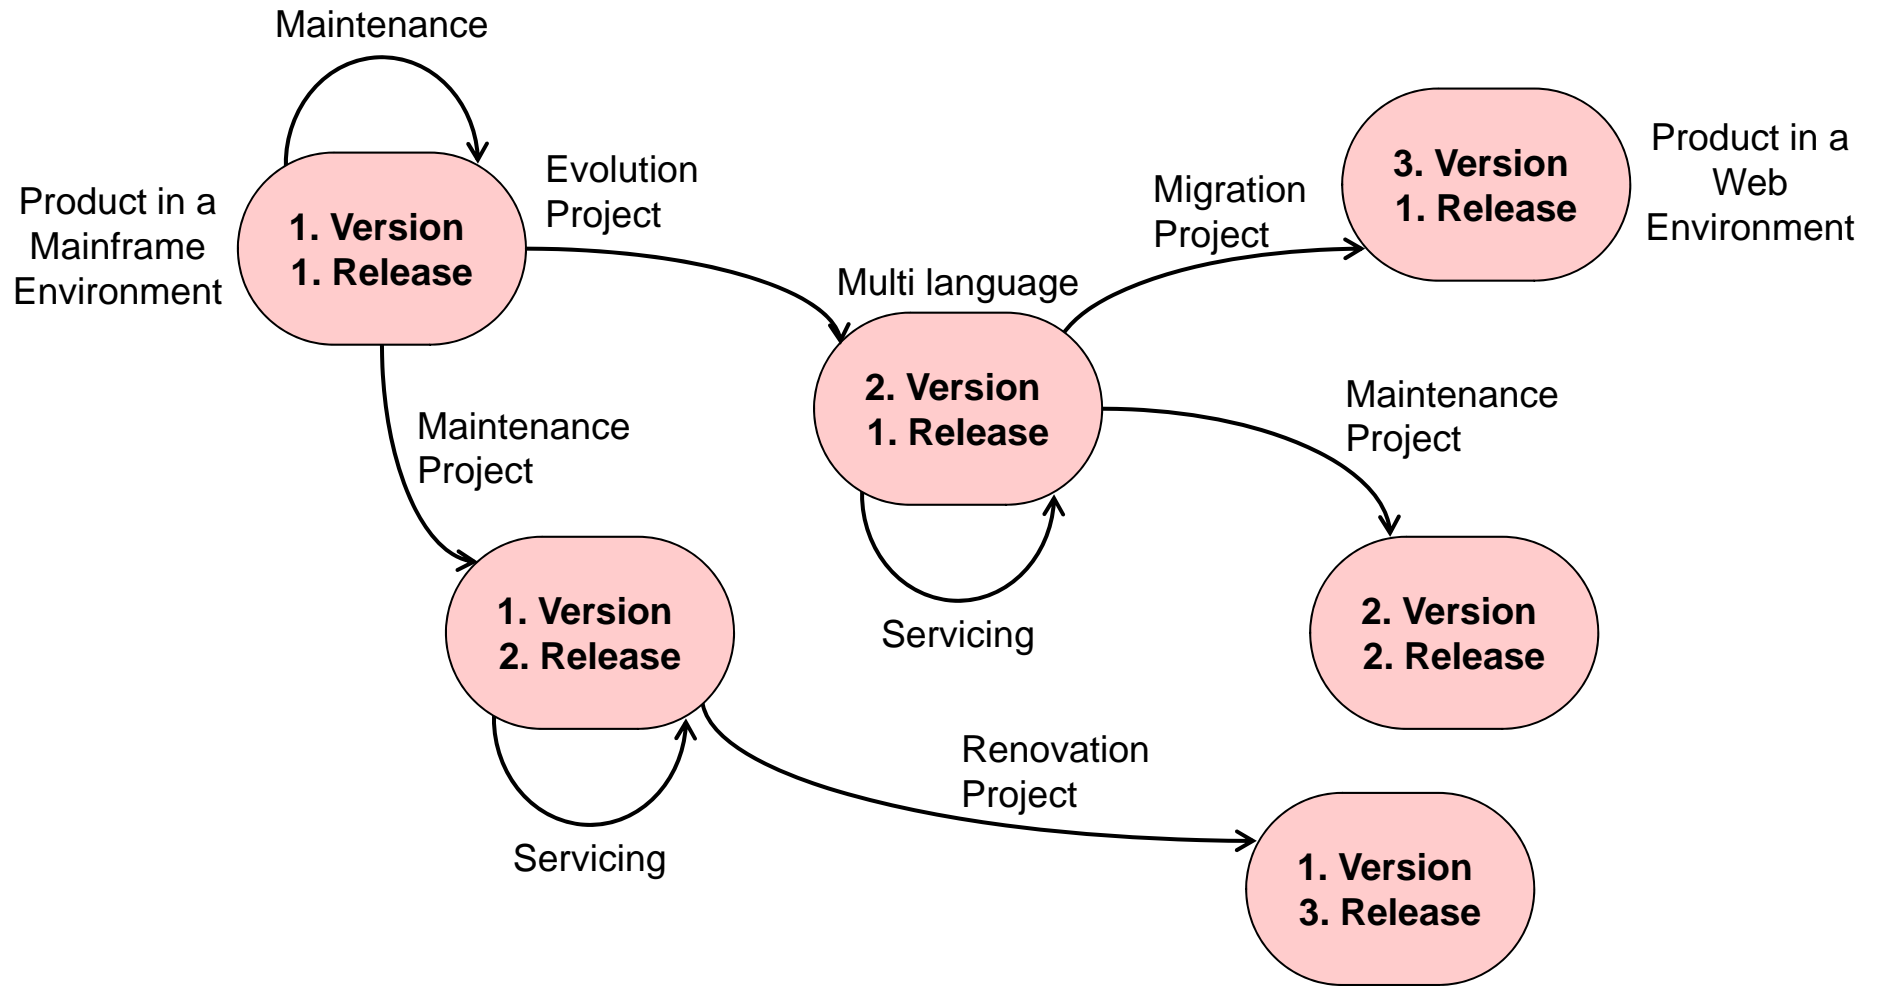 Maintenance
Product in a
Mainframe
Environment
1. Version
1. Release
Evolution
Project
Multi language
Migration
Project
3. Version
1. Release
Product in a
Web
Environment
2. Version
1. Release
Maintenance
Project
Maintenance
Project
1. Version
2. Release
Servicing
2. Version
2. Release
Servicing
Renovation
Project
1. Version
3. Release